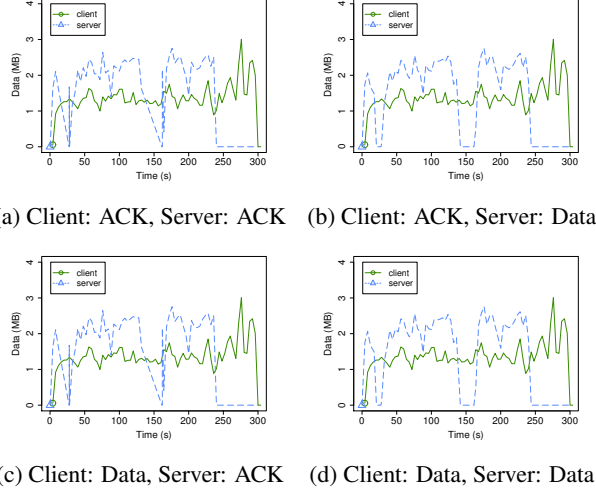 client
server
Data (MB)
0 1 2 3 4
0 50 100 150 200 250 300
Time (s)
client
server
Data (MB)
0 1 2 3 4
0 50 100 150 200 250 300
Time (s)
a) Client: ACK, Server: ACK
(b) Client: ACK, Server: Data
client
server
Data (MB)
0 1 2 3 4
0 50 100 150 200 250 300
Time (s)
client
server
Data (MB)
0 1 2 3 4
0 50 100 150 200 250 300
Time (s)
(c) Client: Data, Server: ACK
(d) Client: Data, Server: Data